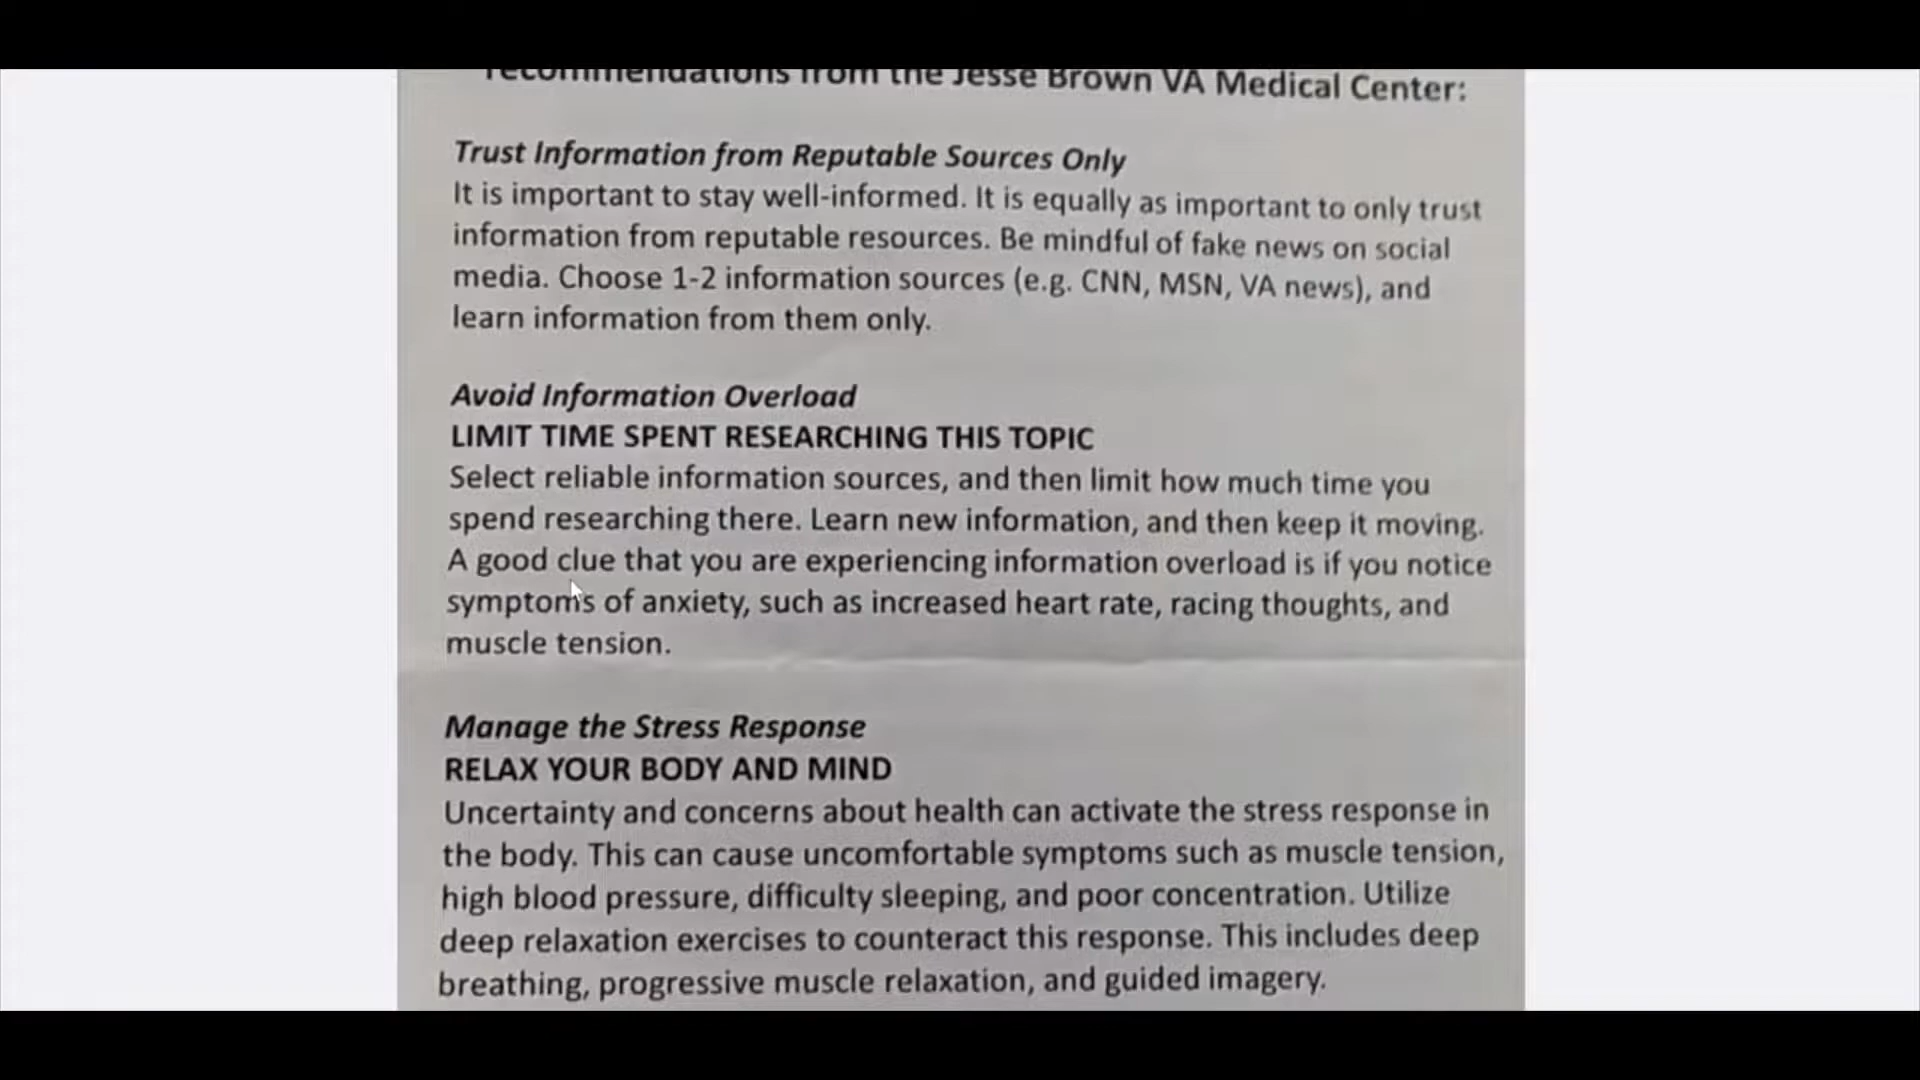 recommendations from the Jesse Brown VA Medical Center:
Trust Information from Reputable Sources Only
It is important to stay well-informed. It is equally as important to only trust
information from reputable resources. Be mindful of fake news on social
media. Choose 1-2 information sources (e.g. CNN, MSN, VA news), and
learn information from them only.
Avoid Information Overload
LIMIT TIME SPENT RESEARCHING THIS TOPIC
Select reliable information sources, and then limit how much time you
spend researching there. Learn new information, and then keep it moving.
A good clue that you are experiencing information overload is if you notice
symptoms of anxiety, such as increased heart rate, racing thoughts, and
muscle tension.
Manage the Stress Response
RELAX YOUR BODY AND MIND
Uncertainty and concerns about health can activate the stress response in
the body. This can cause uncomfortable symptoms such as muscle tension,
high blood pressure, difficulty sleeping, and poor concentration. Utilize
deep relaxation exercises to counteract this response. This includes deep
breathing, progressive muscle relaxation, and guided imagery.